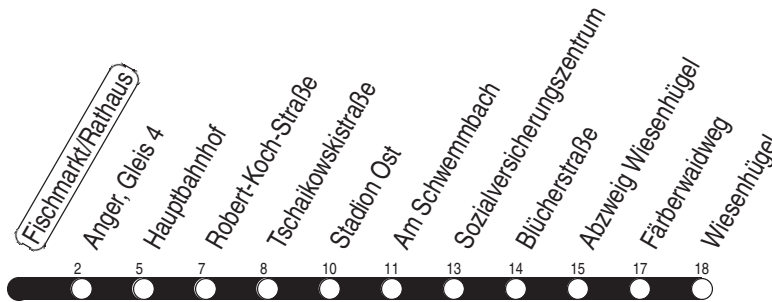 Fischmarkt/Rathaus
Anger, Gleis 4
Hauptbahnhof
Robert-Koch-Straße
Tschaikowskistraße
Stadion Ost
Am Schwemmbach
Sozialversicherungszentrum
Blücherstraße
Abzweig Wiesenhügel
Färberwaidweg
Wiesenhügel
2 5 7 8 10 11 13 14 15 17 18